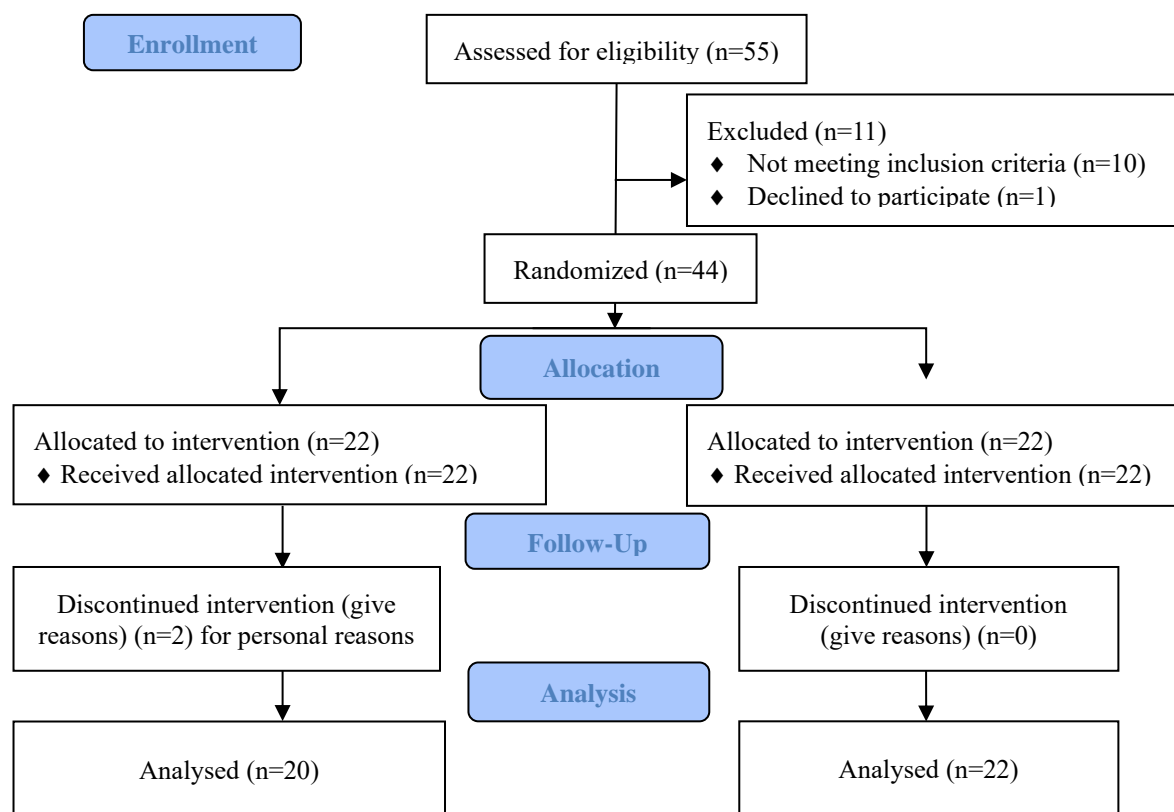 Enrollment
Assessed for eligibility (n=55)
Excluded (n=11)
♦ Not meeting inclusion criteria (n=10)
♦ Declined to participate (n=1)
Randomized (n=44)
Allocation
Allocated to intervention (n=22)
♦ Received allocated intervention (n=22)
Allocated to intervention (n=22)
♦ Received allocated intervention (n=22)
Follow-Up
Discontinued intervention (give
reasons) (n=2) for personal reasons
Discontinued intervention
(give reasons) (n=0)
Analysis
Analysed (n=20)
Analysed (n=22)